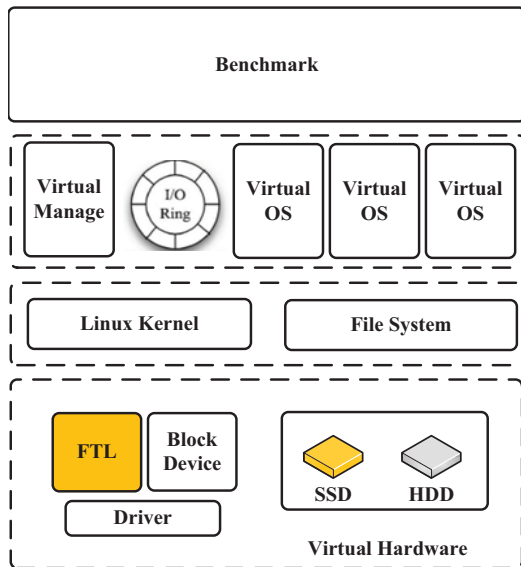 Benchmark
Virtual
Manage
I/O
Ring
Virtual
OS
Virtual
OS
Virtual
OS
Linux Kernel
File System
FTL
Block
Device
SSD
HDD
Driver
Virtual Hardware